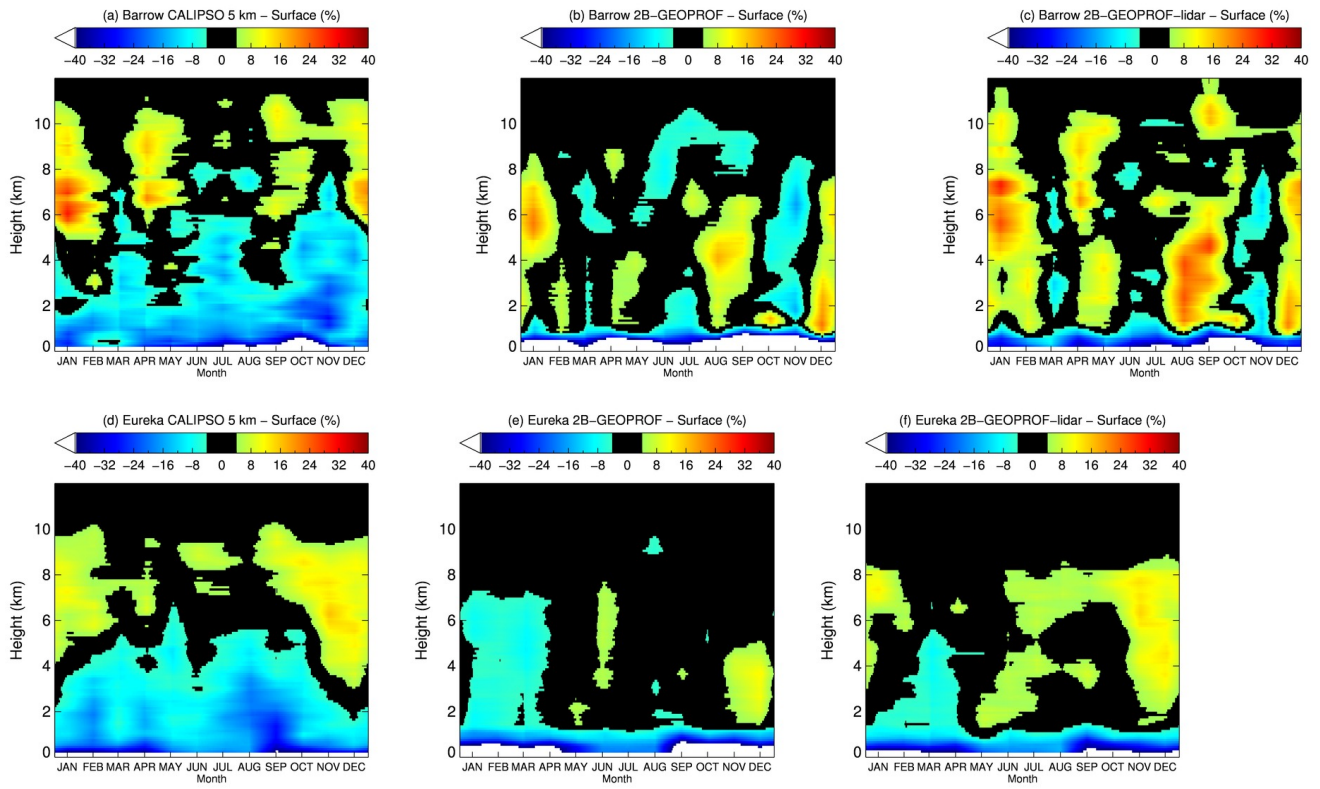 (a) Barrow CALIPSO 5 km − Surface (%)
−40 −32 −24 −16 −8 0 8 16 24 32 40
Height (km)
10
8
6
4
2
0
JAN FEB MAR APR MAY JUN JUL AUG SEP OCT NOV DEC
Month
(b) Barrow 2B−GEOPROF − Surface (%)
−40 −32 −24 −16 −8 0 8 16 24 32 40
Height (km)
10
8
6
4
2
0
JAN FEB MAR APR MAY JUN JUL AUG SEP OCT NOV DEC
Month
(c) Barrow 2B−GEOPROF−lidar − Surface (%)
−40 −32 −24 −16 −8 0 8 16 24 32 40
Height (km)
10
8
6
4
2
0
JAN FEB MAR APR MAY JUN JUL AUG SEP OCT NOV DEC
Month
(d) Eureka CALIPSO 5 km − Surface (%)
−40 −32 −24 −16 −8 0 8 16 24 32 40
Height (km)
10
8
6
4
2
0
JAN FEB MAR APR MAY JUN JUL AUG SEP OCT NOV DEC
Month
(e) Eureka 2B−GEOPROF − Surface (%)
−40 −32 −24 −16 −8 0 8 16 24 32 40
Height (km)
10
8
6
4
2
0
JAN FEB MAR APR MAY JUN JUL AUG SEP OCT NOV DEC
Month
(f) Eureka 2B−GEOPROF−lidar − Surface (%)
−40 −32 −24 −16 −8 0 8 16 24 32 40
Height (km)
10
8
6
4
2
0
JAN FEB MAR APR MAY JUN JUL AUG SEP OCT NOV DEC
Month